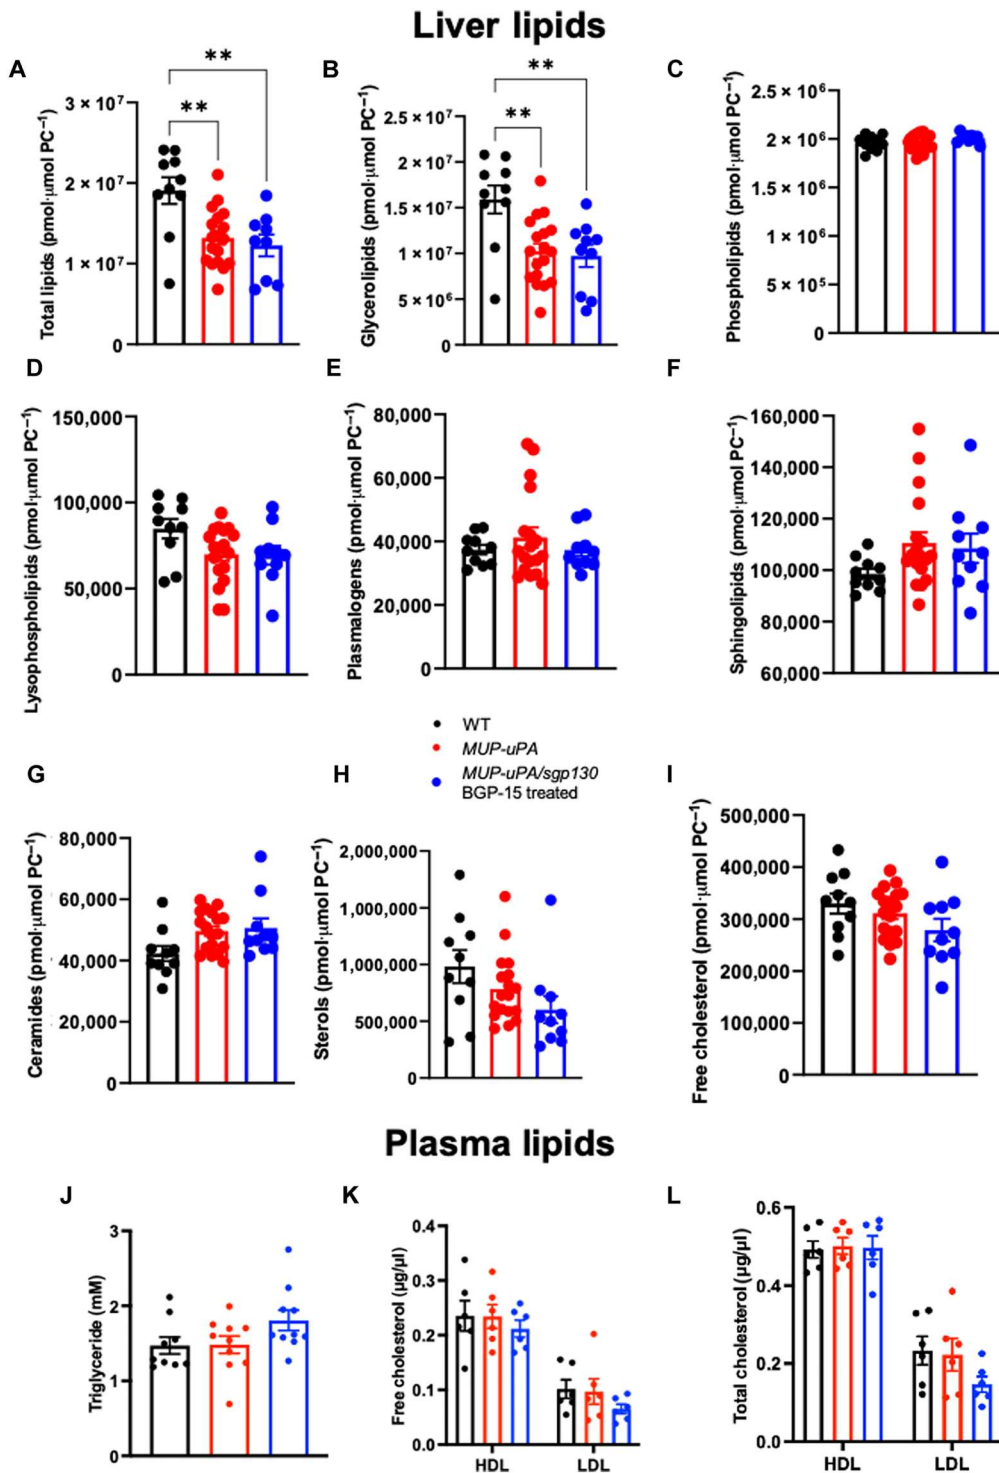 Liver lipids
A
Total lipids (pmol·μmol PC⁻¹)
3 × 10⁷
2 × 10⁷
1 × 10⁷
0
**
**
B
Glycerolipids (pmol·μmol PC⁻¹)
2.5 × 10⁷
2 × 10⁷
1.5 × 10⁷
1 × 10⁷
5 × 10⁶
0
**
**
C
Phospholipids (pmol·μmol PC⁻¹)
2.5 × 10⁶
2 × 10⁶
1.5 × 10⁶
1 × 10⁶
5 × 10⁵
0
D
Lysophospholipids (pmol·μmol PC⁻¹)
150,000
100,000
50,000
0
E
Plasmalogens (pmol·μmol PC⁻¹)
80,000
60,000
40,000
20,000
0
F
Sphingolipids (pmol·μmol PC⁻¹)
160,000
140,000
120,000
100,000
80,000
60,000
WT
MUP-uPA
MUP-uPA/sgp130
BGP-15 treated
G
Ceramides (pmol·μmol PC⁻¹)
80,000
60,000
40,000
20,000
0
H
Sterols (pmol·μmol PC⁻¹)
2,000,000
1,000,000
1,000,000
500,000
0
I
Free cholesterol (pmol·μmol PC⁻¹)
500,000
400,000
300,000
200,000
100,000
0
Plasma lipids
J
Triglyceride (mM)
3
2
1
0
K
Free cholesterol (μg/μl)
0.4
0.3
0.2
0.1
0.0
HDL
LDL
L
Total cholesterol (μg/μl)
0.6
0.4
0.2
0.0
HDL
LDL